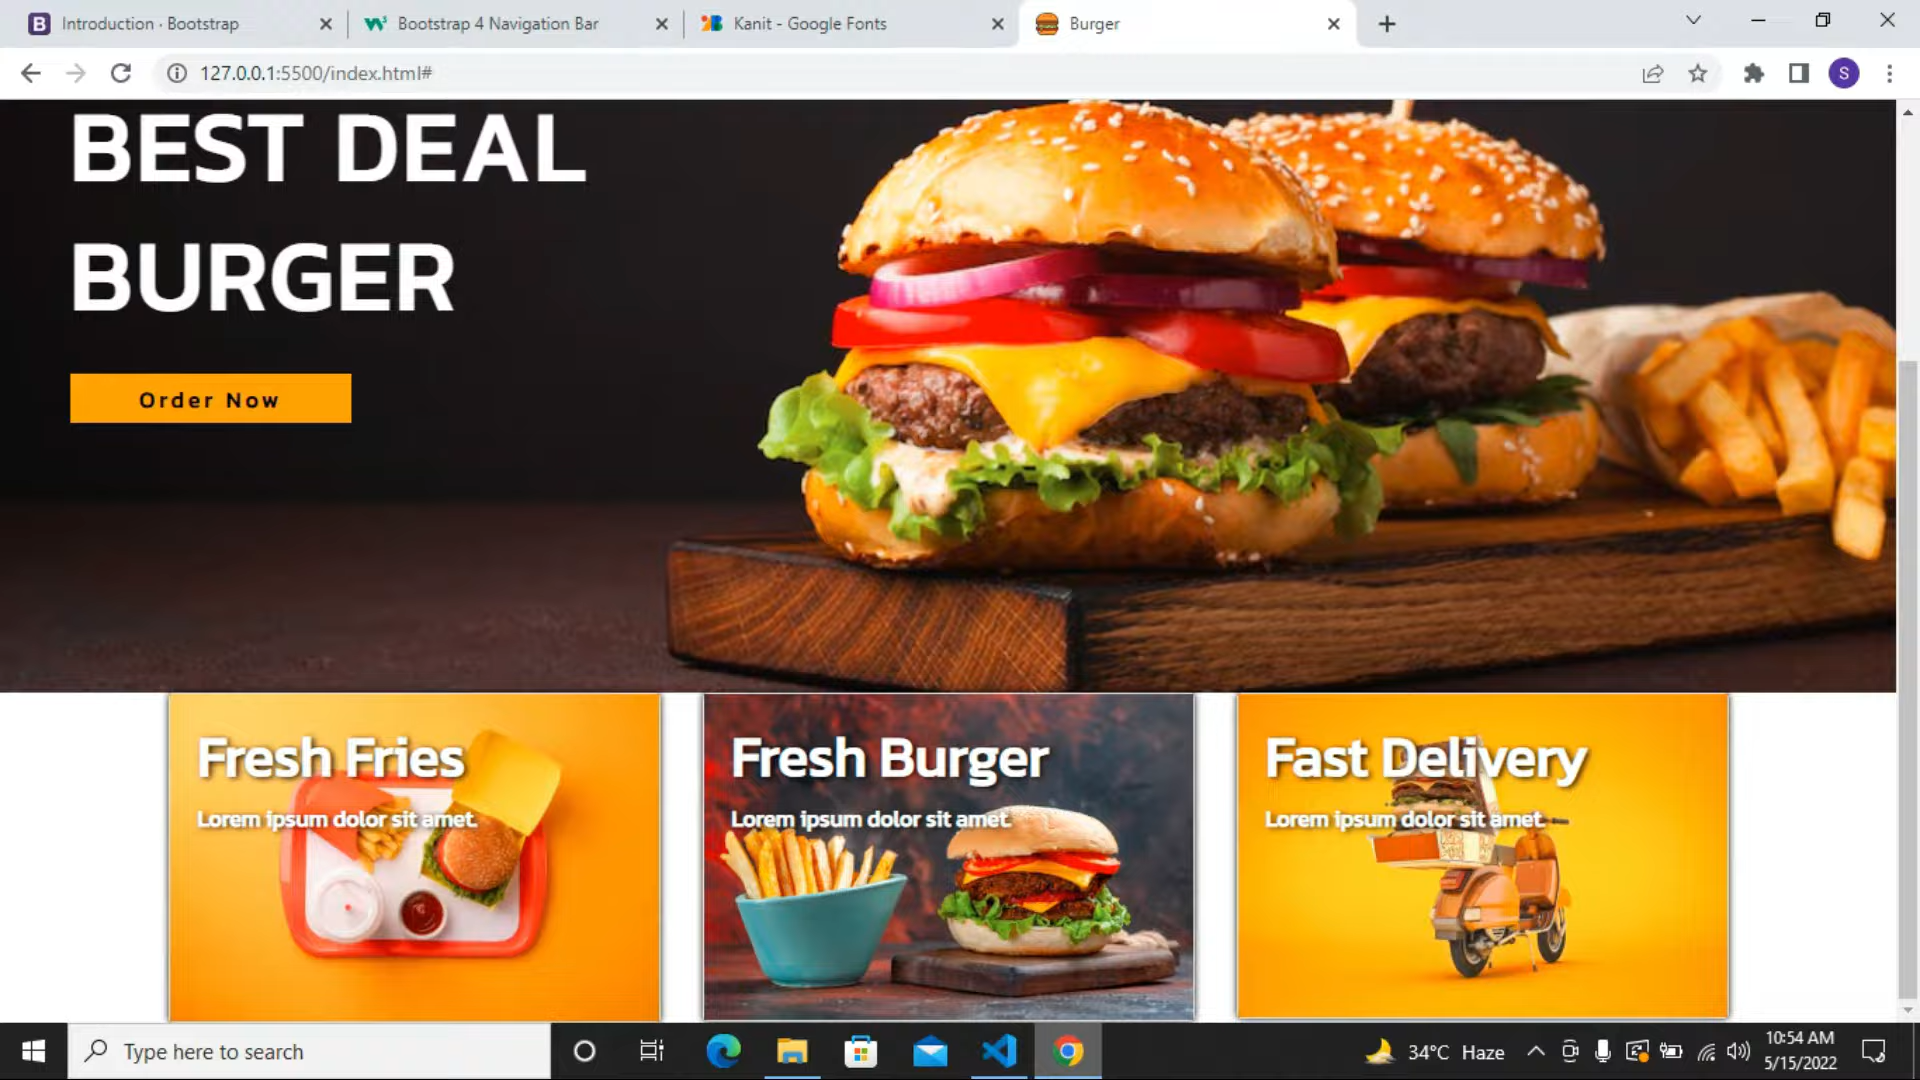 Introduction · Bootstrap
Bootstrap 4 Navigation Bar
Kanit - Google Fonts
Burger
127.0.0.1:5500/index.html#
S
BEST DEAL
BURGER
Order Now
Fresh Fries
Lorem ipsum dolor sit amet.
Fresh Burger
Lorem ipsum dolor sit amet.
Fast Delivery
Lorem ipsum dolor sit amet.
Type here to search
34°C Haze
10:54 AM
5/15/2022